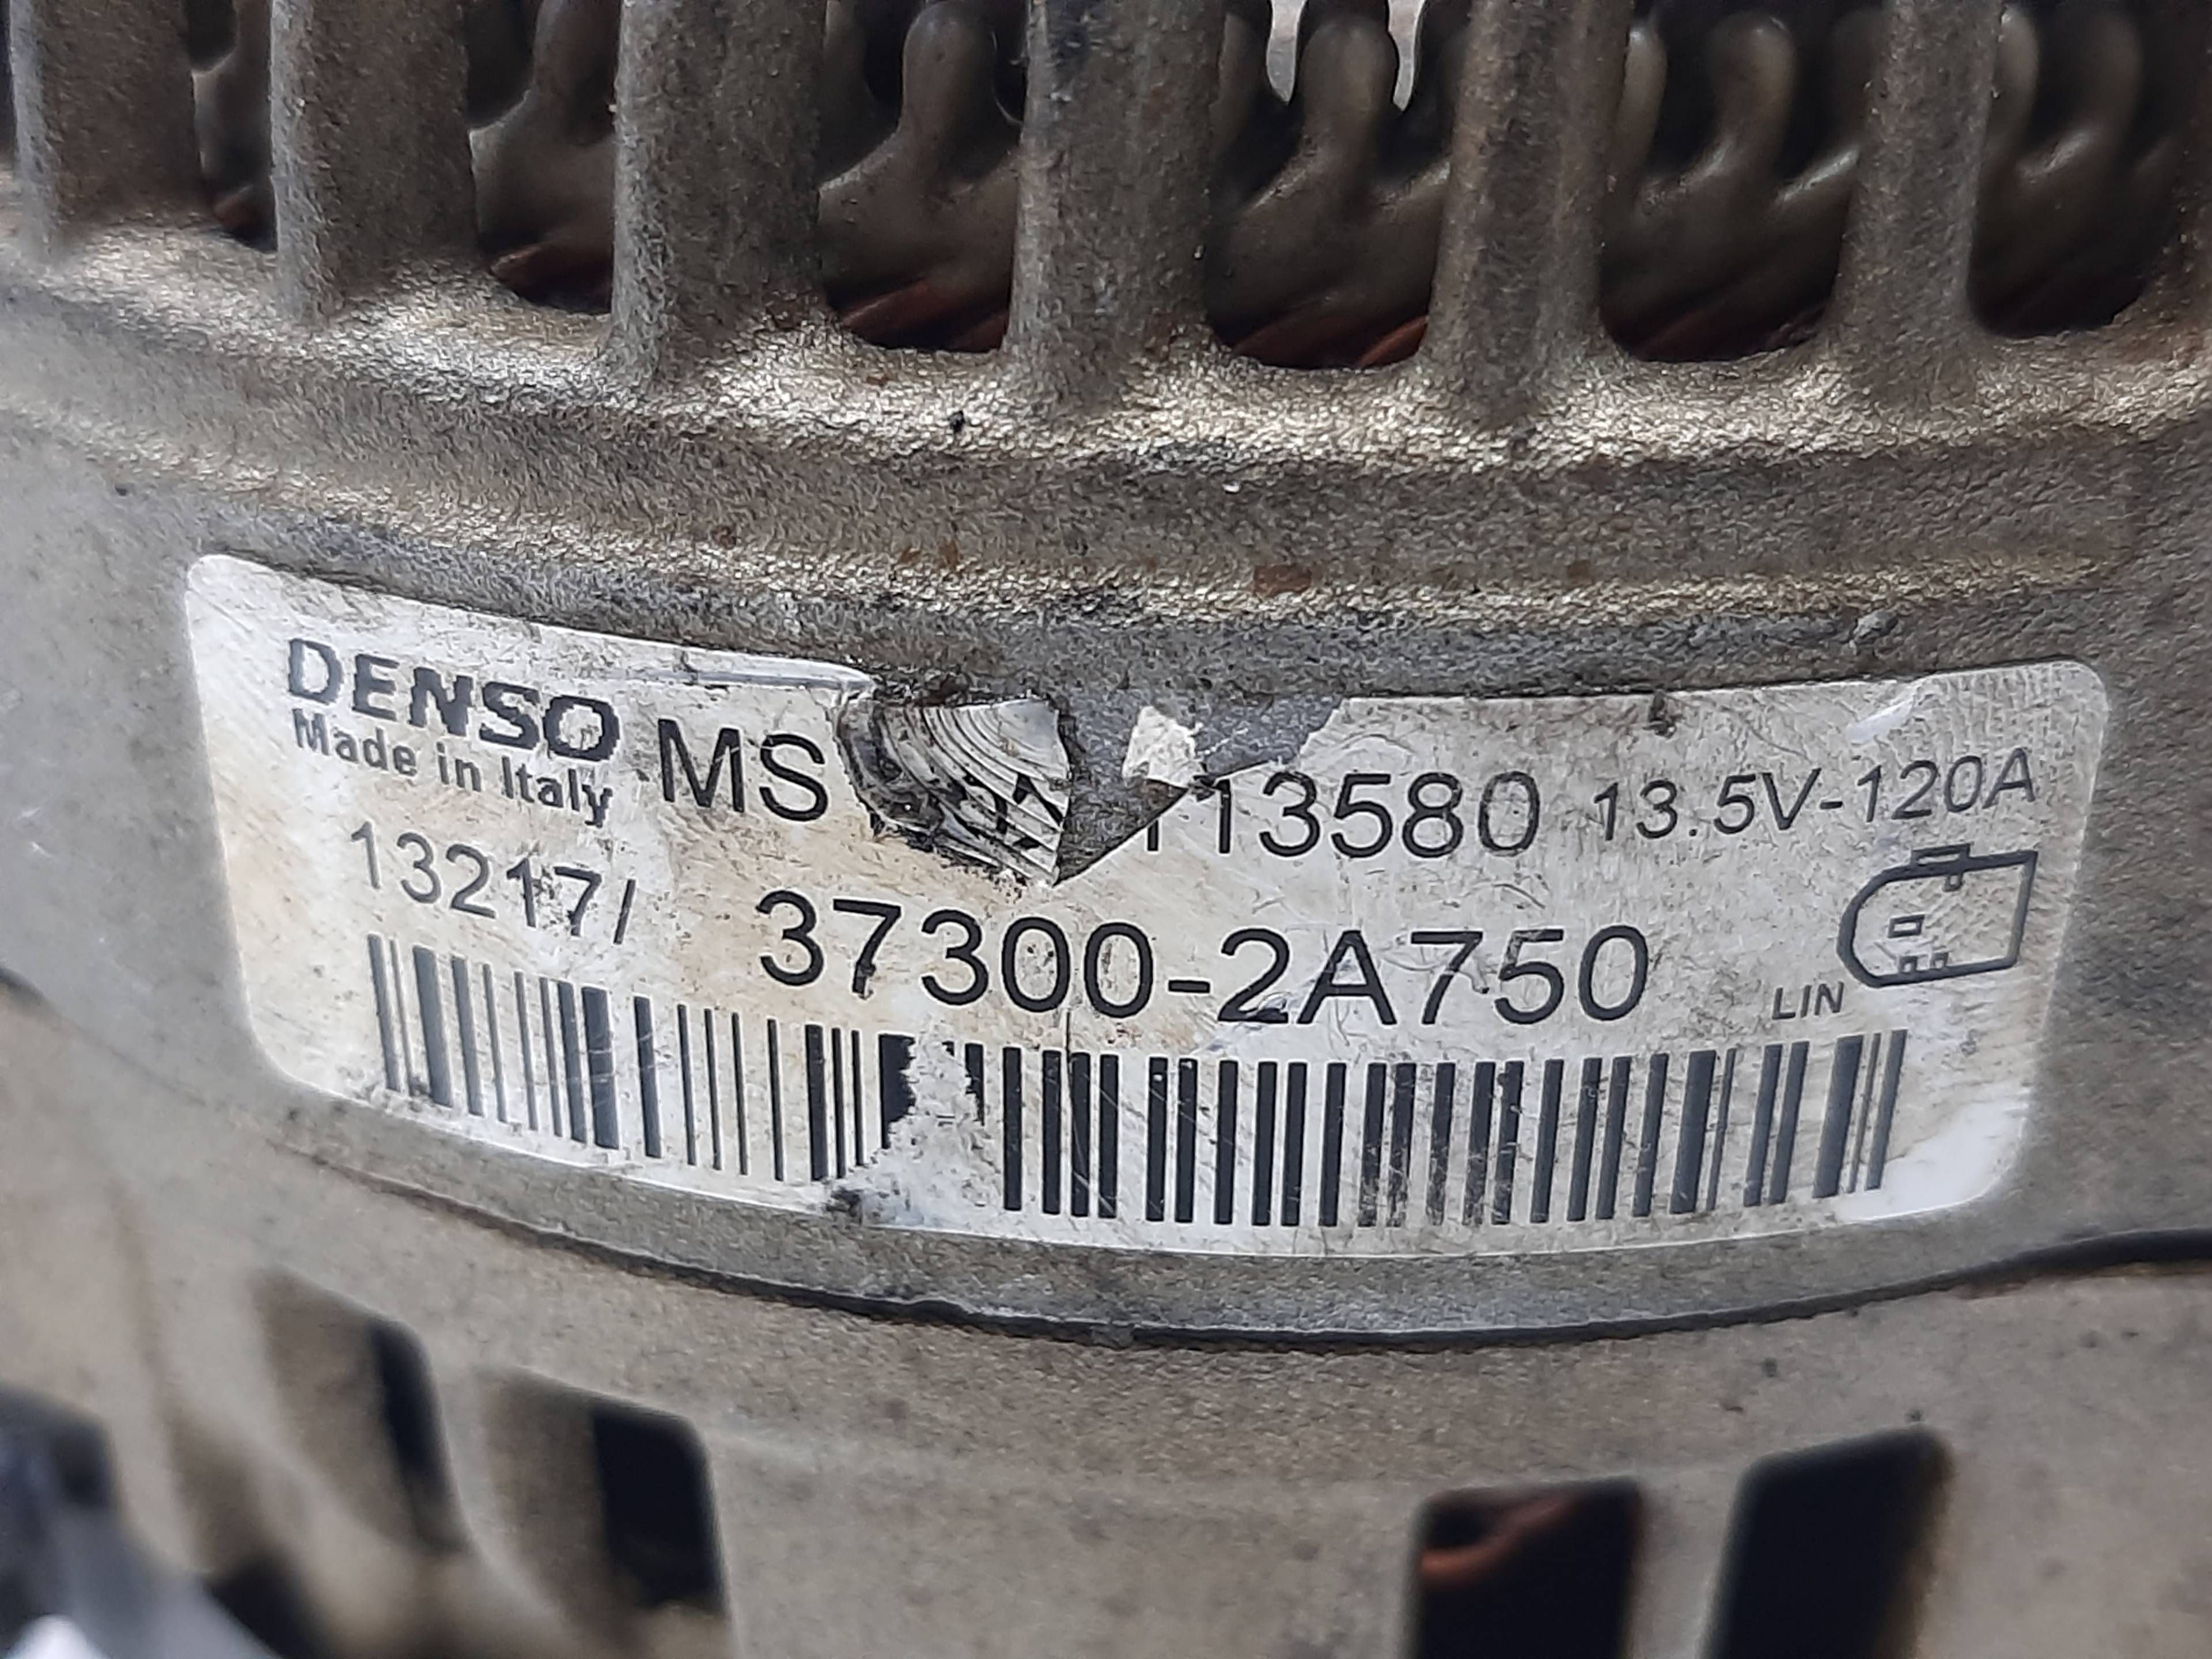 DENSO
Made in Italy
MS 13580 13.5V-120A
13217/ 37300-2A750
LIN